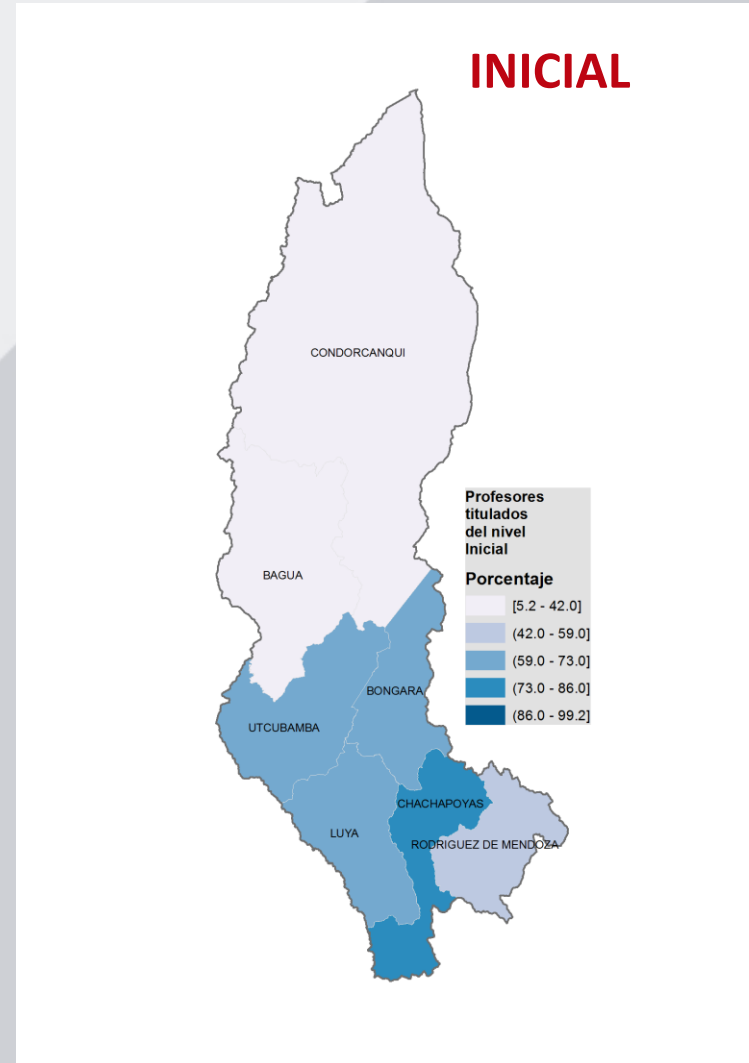 INICIAL
CONDORCANQUI
BAGUA
BONGARA
UTCUBAMBA
CHACHAPOYAS
LUYA
RODRIGUEZ DE MENDOZA
Profesores
titulados
del nivel
Inicial
Porcentaje
[5.2 - 42.0]
(42.0 - 59.0]
(59.0 - 73.0]
(73.0 - 86.0]
(86.0 - 99.2]